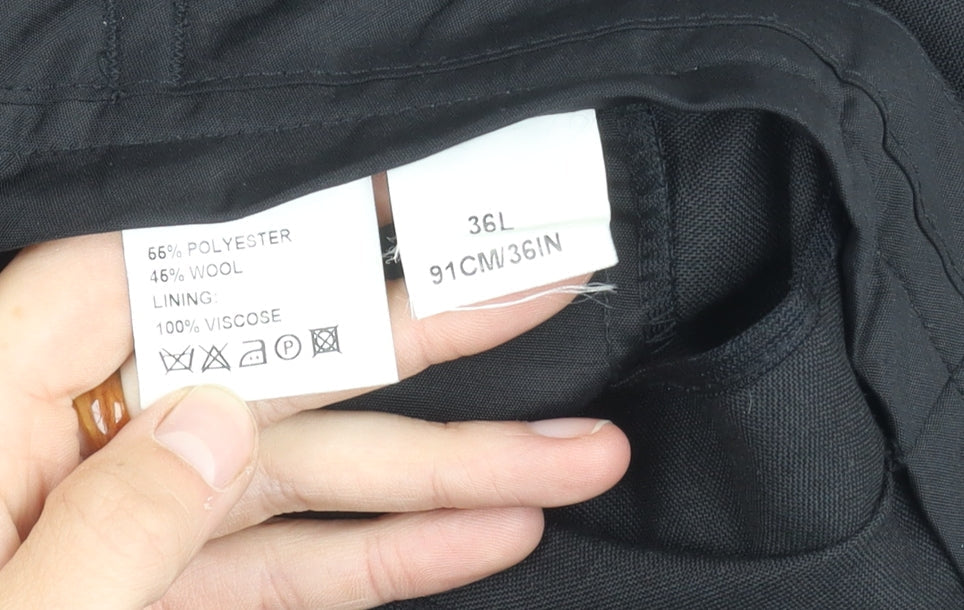 55% POLYESTER
45% WOOL
LINING:
100% VISCOSE
P
36L
91CM/36IN